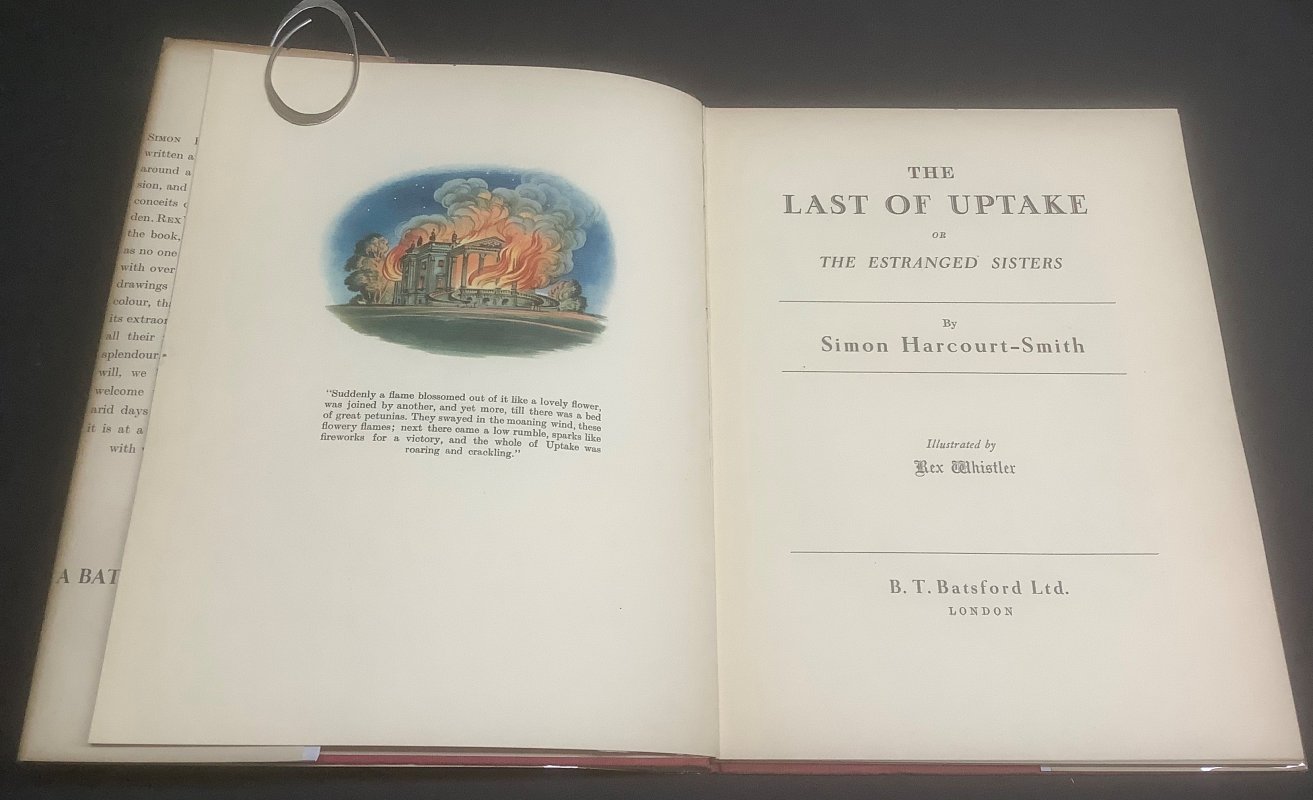 SIMON
written a
around a
sion, and
conceits
den. REX
the book,
as no one
with over
drawings
colour,
its
all their
splendour
will, we
welcome
arid days
it is at a
with
A BAT
"Suddenly a flame blossomed out of it like a lovely flower,
was joined by another, and yet more, till there was a bed
of great petunias. They swayed in the moaning wind, these
flowery flames; next there came a low rumble, sparks like
fireworks for a victory, and the whole of Uptake was
roaring and crackling."
THE
LAST OF UPTAKE
OR
THE ESTRANGED SISTERS
By
Simon Harcourt-Smith
Illustrated by
Rex Whistler
B. T. Batsford Ltd.
LONDON